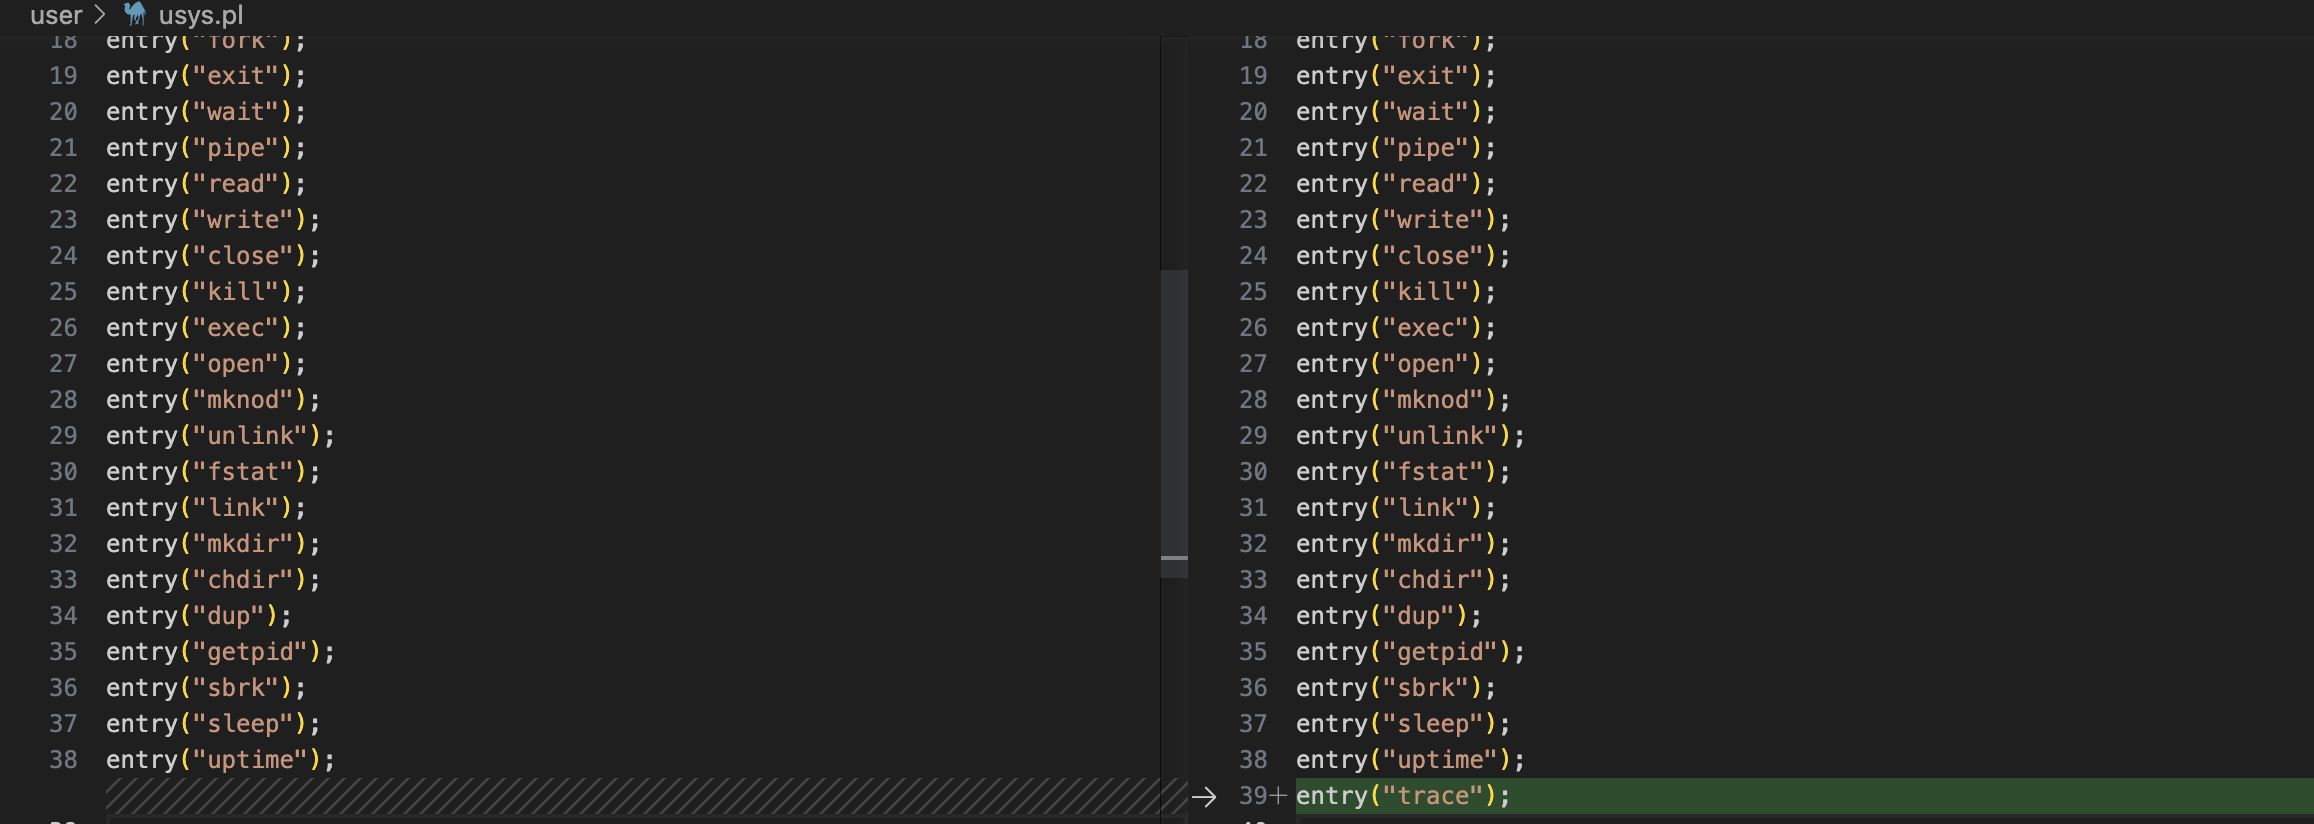 user > usys.pl
18 entry("fork");
19 entry("exit");
20 entry("wait");
21 entry("pipe");
22 entry("read");
23 entry("write");
24 entry("close");
25 entry("kill");
26 entry("exec");
27 entry("open");
28 entry("mknod");
29 entry("unlink");
30 entry("fstat");
31 entry("link");
32 entry("mkdir");
33 entry("chdir");
34 entry("dup");
35 entry("getpid");
36 entry("sbrk");
37 entry("sleep");
38 entry("uptime");
18 entry("fork");
19 entry("exit");
20 entry("wait");
21 entry("pipe");
22 entry("read");
23 entry("write");
24 entry("close");
25 entry("kill");
26 entry("exec");
27 entry("open");
28 entry("mknod");
29 entry("unlink");
30 entry("fstat");
31 entry("link");
32 entry("mkdir");
33 entry("chdir");
34 entry("dup");
35 entry("getpid");
36 entry("sbrk");
37 entry("sleep");
38 entry("uptime");
→ 39+ entry("trace");